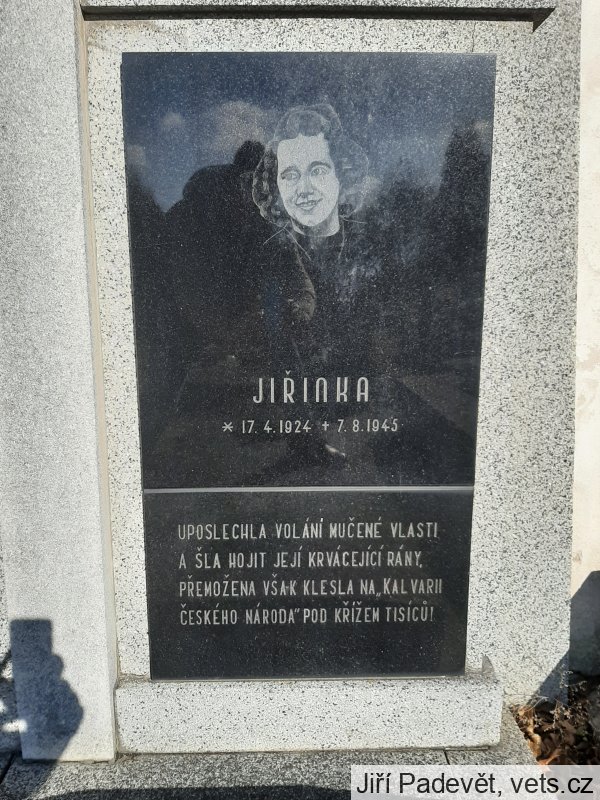 JIŘINKA
* 17.4.1924 + 7.8.1945
UPOSLECHLA VOLÁNÍ MUČENÉ VLASTI
A ŠLA HOJIT JEJÍ KRVÁCEJÍCÍ RÁNY,
PŘEMOŽENA VŠAK KLESLA NA „KALVARII
ČESKÉHO NÁRODA" POD KŘÍŽEM TISÍCŮ!
Jiří Padevět, vets.cz